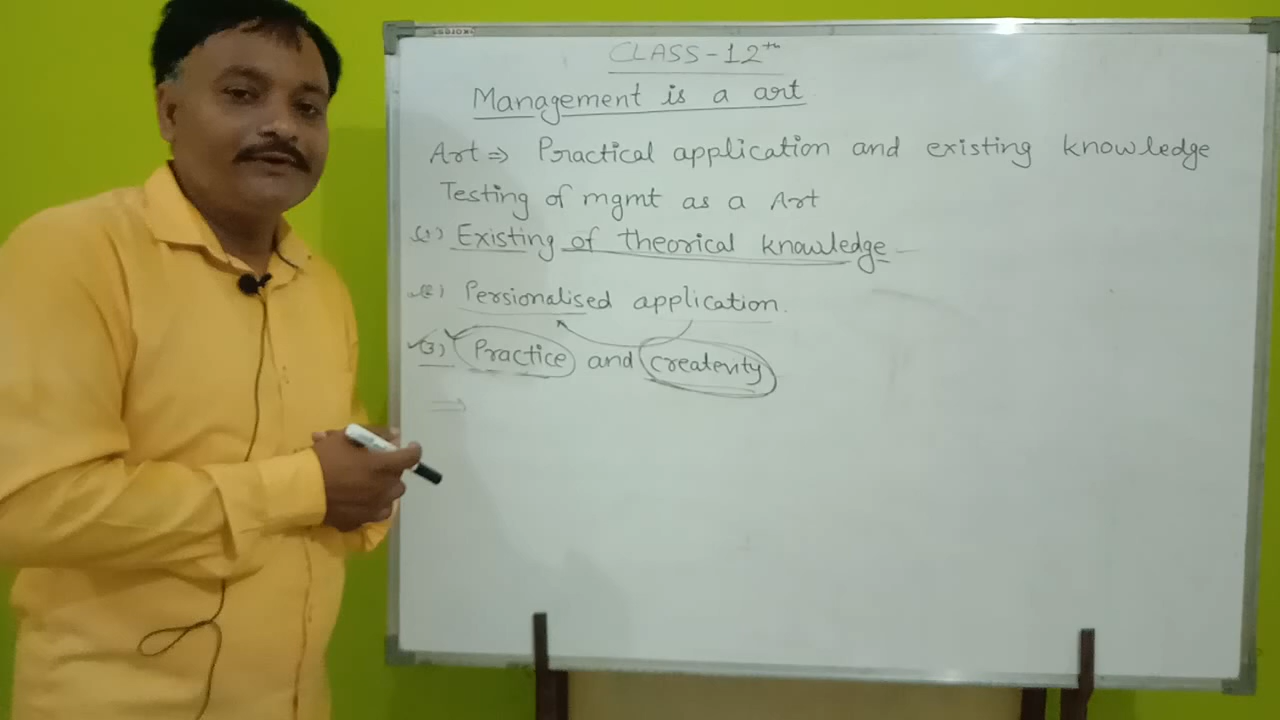 CLASS-12th
Management is a art
Art ⇒ Practical application and existing knowledge
Testing of mgmt as a Art
(1) Existing of theorical knowledge
(2) Persionalised application.
(3) Practice and createvity
⇒